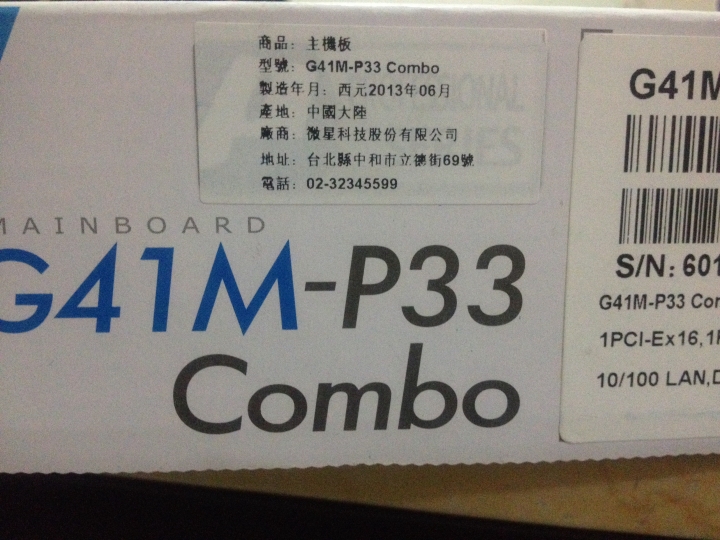 商品：主機板
型號：G41M-P33 Combo
製造年月：西元2013年06月
產地：中國大陸
廠商：微星科技股份有限公司
地址：台北縣中和市立德街69號
電話：02-32345599
MAINBOARD
G41M-P33
Combo
G41M
S/N: 601
G41M-P33 Com
1PCI-Ex16,1
10/100 LAN,D